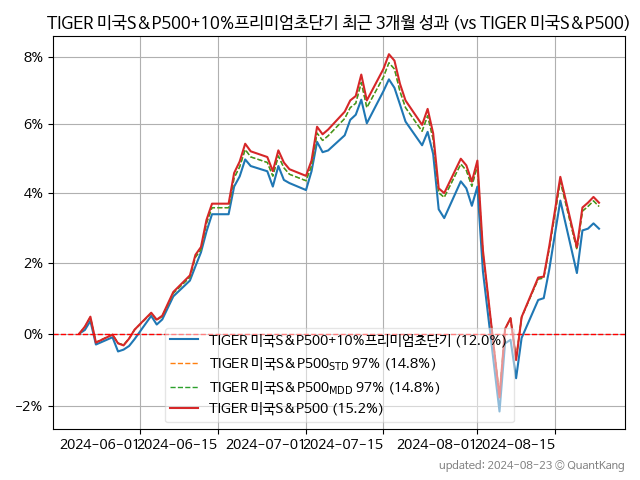 TIGER 미국S&P500+10%프리미엄초단기 최근 3개월 성과 (vs TIGER 미국S&P500)
8%
6%
4%
2%
0%
−2%
TIGER 미국S&P500+10%프리미엄초단기 (12.0%)
TIGER 미국S&P500STD 97% (14.8%)
TIGER 미국S&P500MDD 97% (14.8%)
TIGER 미국S&P500 (15.2%)
2024−06−01 2024−06−15 2024−07−01 2024−07−15 2024−08−01 2024−08−15
updated: 2024−08−23 © QuantKang